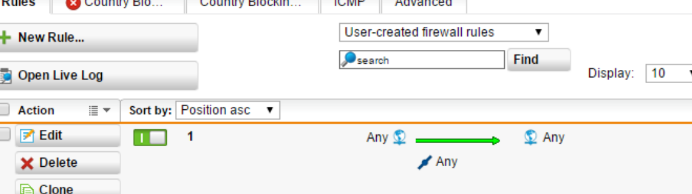 Rules Country Blo... Country Blockin... ICMP Advanced
New Rule...
User-created firewall rules
search Find
Open Live Log
Display: 10
Action Sort by: Position asc
Edit 1 Any Any
Delete Any
Clone